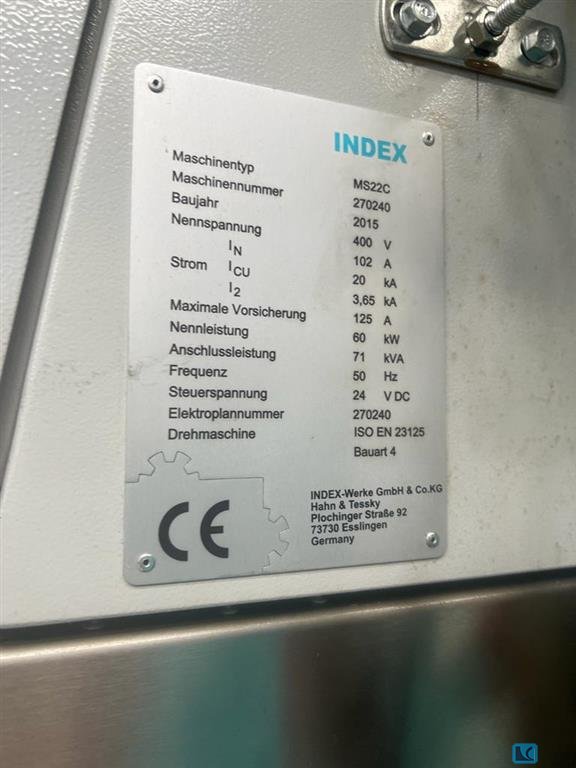 INDEX
Maschinentyp MS22C
Maschinennummer 270240
Baujahr 2015
Nennspannung 400 V
IN 102 A
Strom ICU 20 kA
I2 3,65 kA
Maximale Vorsicherung 125 A
Nennleistung 60 kW
Anschlussleistung 71 kVA
Frequenz 50 Hz
Steuerspannung 24 V DC
Elektroplannummer 270240
Drehmaschine ISO EN 23125
Bauart 4
CE
INDEX-Werke GmbH & Co.KG
Hahn & Tessky
Plochinger Straße 92
73730 Esslingen
Germany